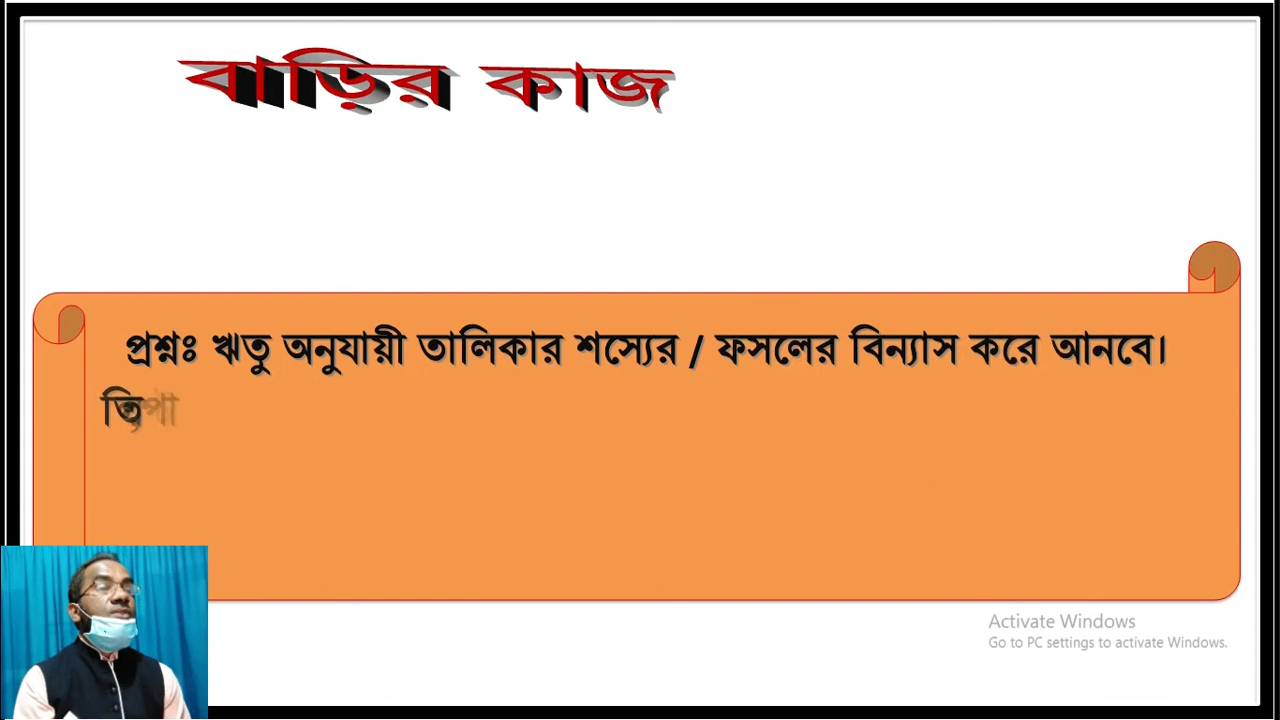 বাড়ির কাজ
প্রশ্নঃ ঋতু অনুযায়ী তালিকার শস্যের / ফসলের বিন্যাস করে আনবে।
Activate Windows
Go to PC settings to activate Windows.